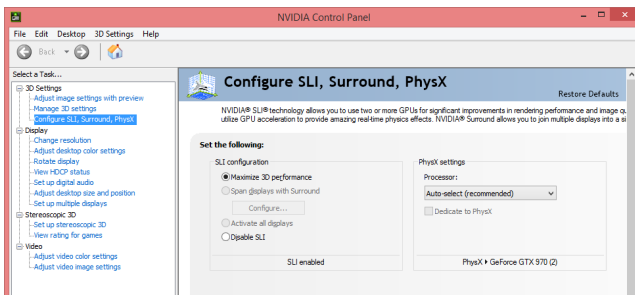 NVIDIA Control Panel
File Edit Desktop 3D Settings Help
Back
Select a Task...
3D Settings
Adjust image settings with preview
Manage 3D settings
Configure SLI, Surround, PhysX
Display
Change resolution
Adjust desktop color settings
Rotate display
View HDCP status
Set up digital audio
Adjust desktop size and position
Set up multiple displays
Stereoscopic 3D
Set up stereoscopic 3D
View rating for games
Video
Adjust video color settings
Adjust video image settings
Configure SLI, Surround, PhysX
Restore Defaults
NVIDIA® SLI® technology allows you to use two or more GPUs for significant improvements in rendering performance and image qu
utilize GPU acceleration to provide amazing real-time physics effects. NVIDIA® Surround allows you to join multiple displays into a si
Set the following:
SLI configuration
Maximize 3D performance
Span displays with Surround
Configure...
Activate all displays
Disable SLI
SLI enabled
PhysX settings
Processor:
Auto-select (recommended)
Dedicate to PhysX
PhysX GeForce GTX 970 (2)